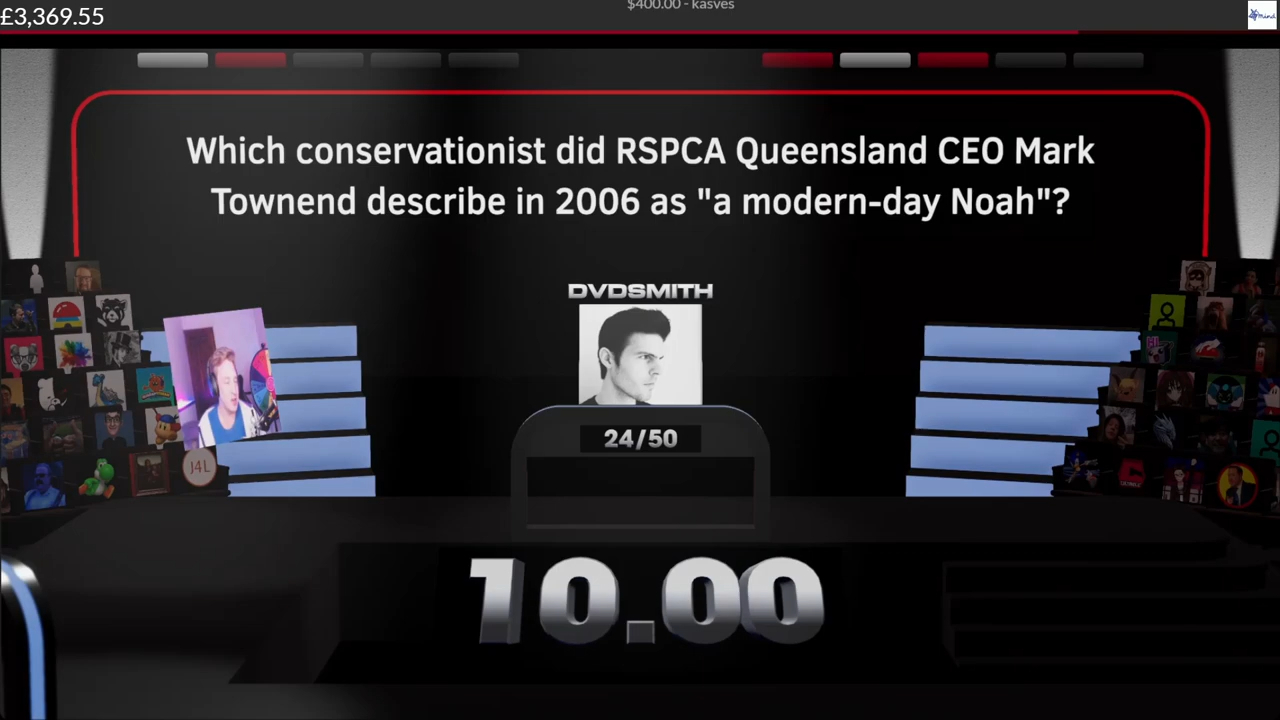 $400.00 - kasves
£3,369.55
mind
Which conservationist did RSPCA Queensland CEO Mark
Townend describe in 2006 as "a modern-day Noah"?
DVDSMITH
24/50
J4L
10.00